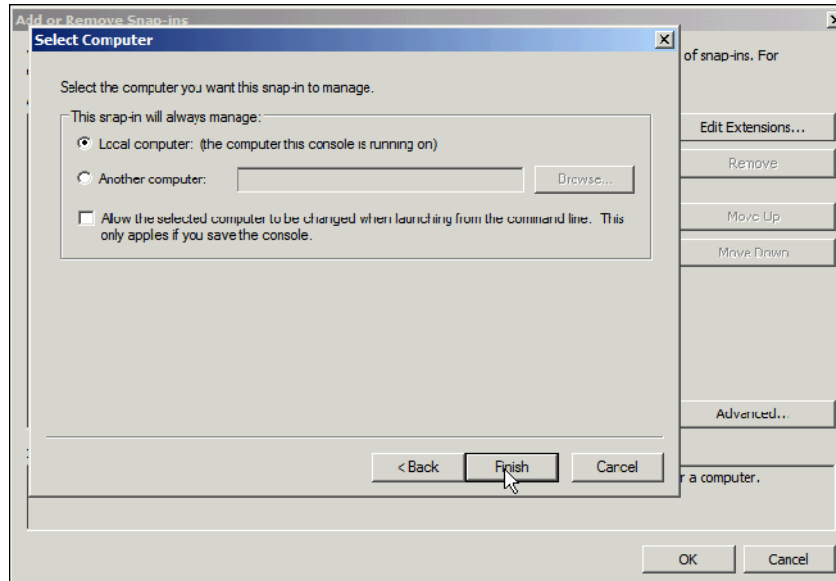 Add or Remove Snap-ins
Select Computer
of snap-ins. For
Select the computer you want this snap-in to manage.
This snap-in will always manage:
Local computer: (the computer this console is running on)
Another computer:
Browse...
Allow the selected computer to be changed when launching from the command line. This
only apples if you save the console.
Edit Extensions...
Remove
Move Up
Move Down
Advanced...
< Back
Finish
Cancel
r a computer.
OK
Cancel